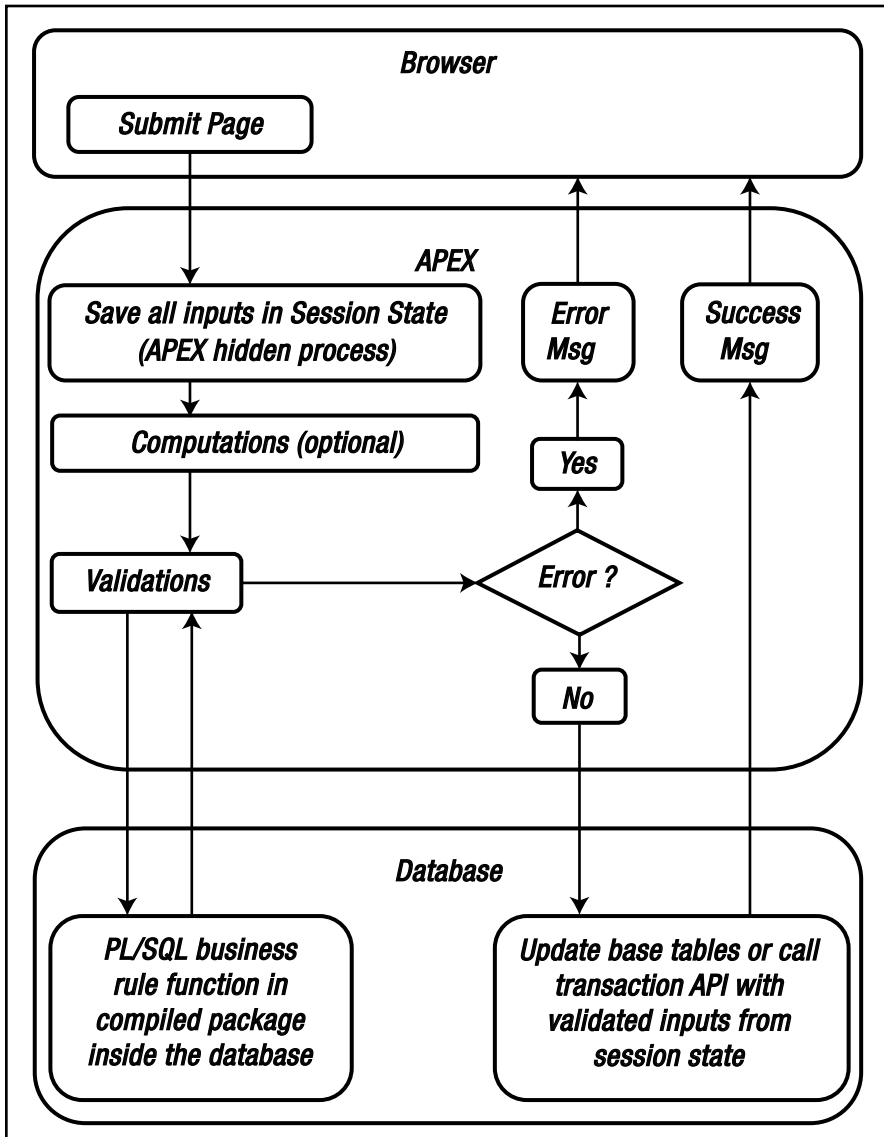 Browser
Submit Page
APEX
Save all inputs in Session State
(APEX hidden process)
Error
Msg
Success
Msg
Computations (optional)
Yes
Validations
Error ?
No
Database
PL/SQL business
rule function in
compiled package
inside the database
Update base tables or call
transaction API with
validated inputs from
session state